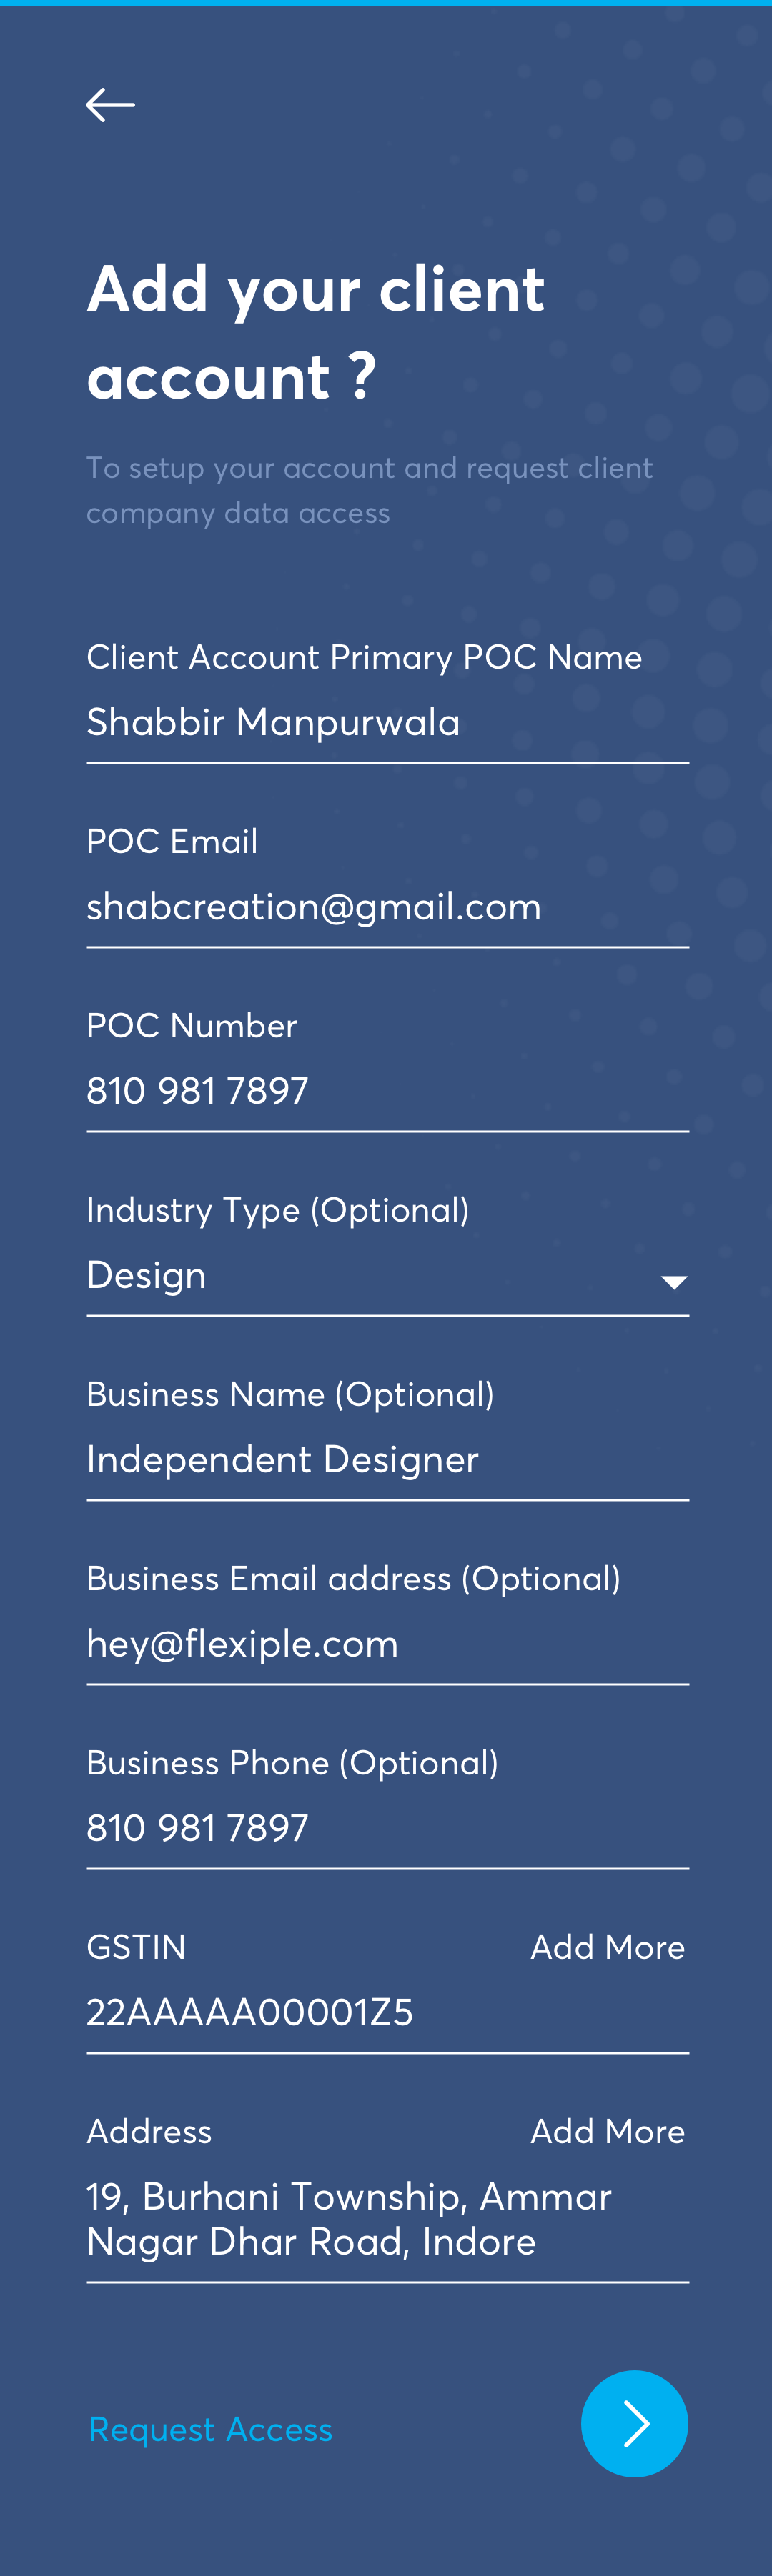 Add your client
account ?
To setup your account and request client
company data access
Client Account Primary POC Name
Shabbir Manpurwala
POC Email
shabcreation@gmail.com
POC Number
810 981 7897
Industry Type (Optional)
Design
Business Name (Optional)
Independent Designer
Business Email address (Optional)
hey@flexiple.com
Business Phone (Optional)
810 981 7897
GSTIN Add More
22AAAAA00001Z5
Address Add More
19, Burhani Township, Ammar
Nagar Dhar Road, Indore
Request Access